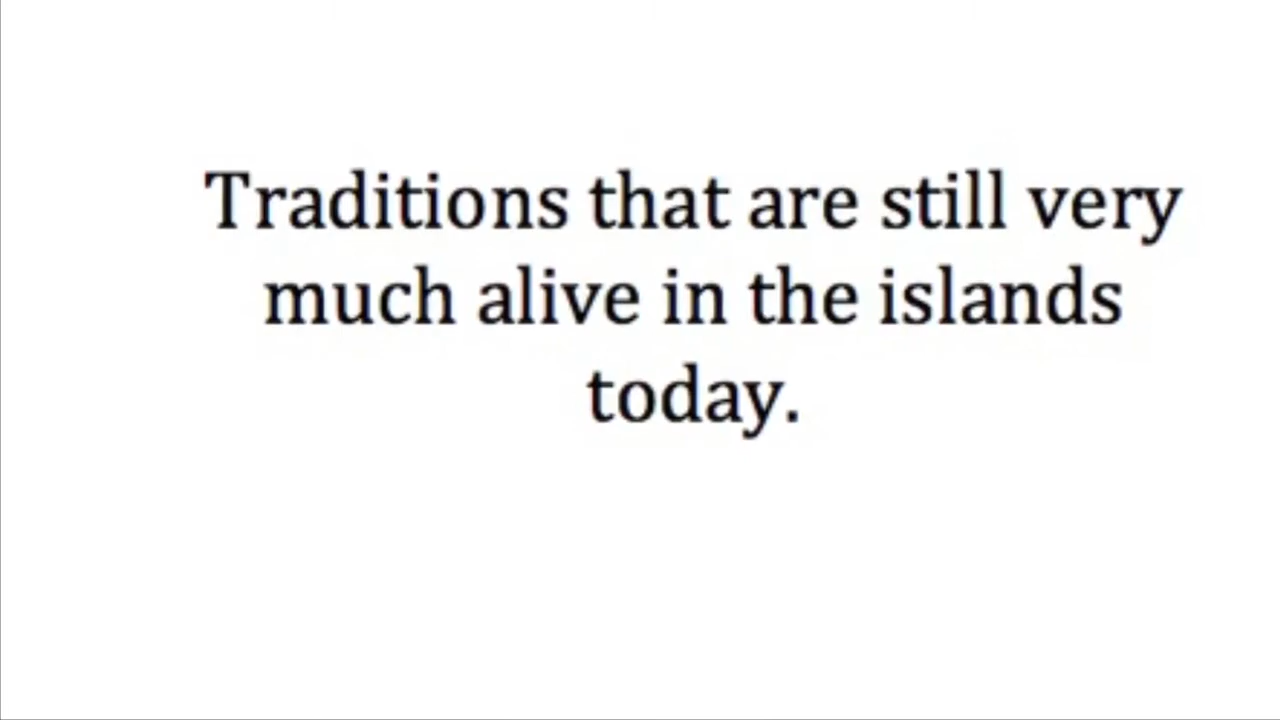 Traditions that are still very
much alive in the islands
today.